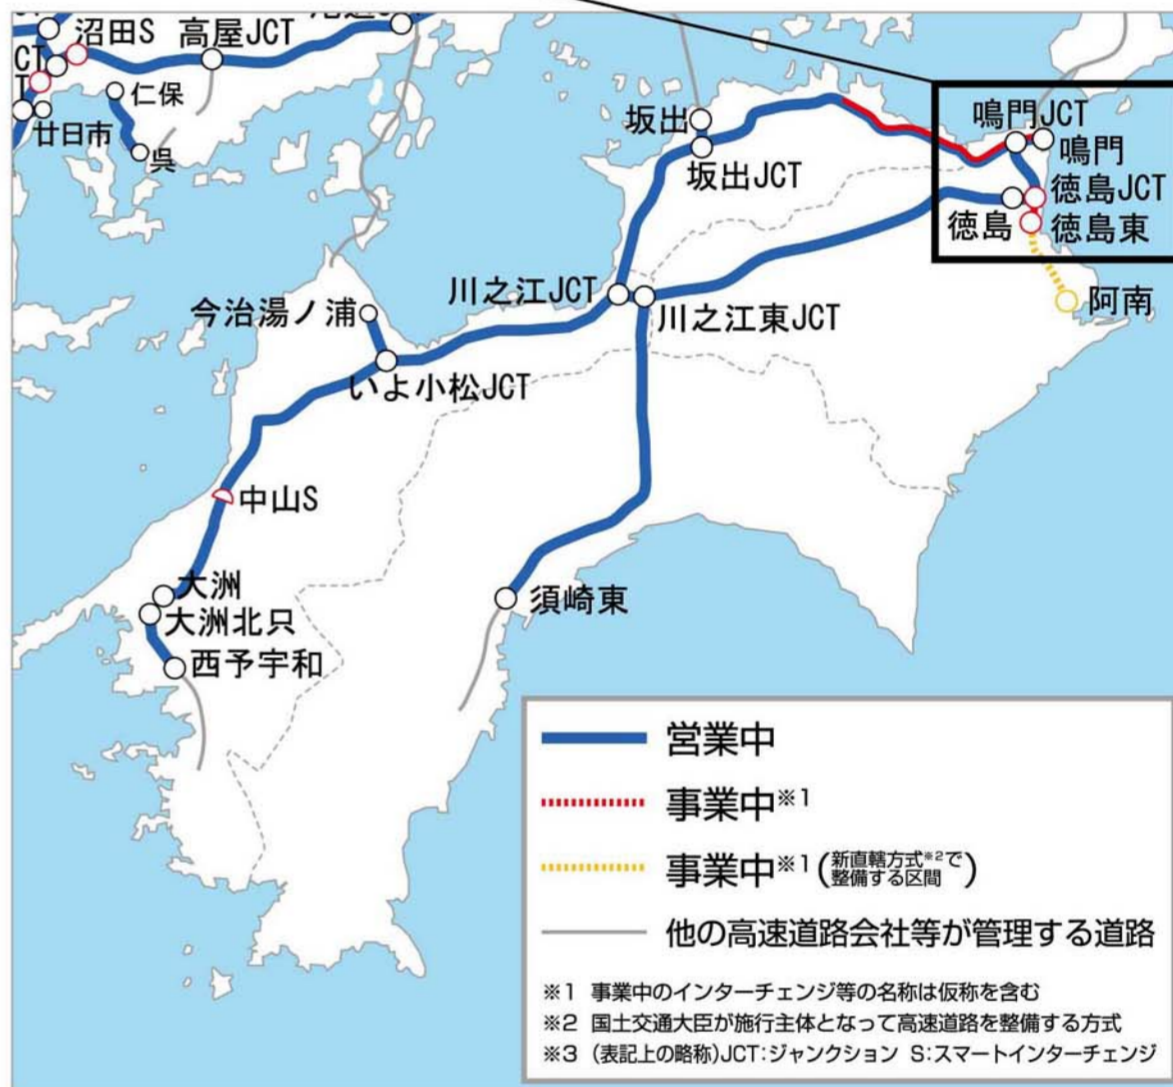 沼田S
高屋JCT
CT
仁保
廿日市
呉
坂出
坂出JCT
鳴門JCT
鳴門
徳島JCT
徳島
徳島東
阿南
川之江JCT
川之江東JCT
今治湯ノ浦
いよ小松JCT
中山S
大洲
大洲北只
西予宇和
須崎東
営業中
事業中※1
事業中※1(新直轄方式※2で
整備する区間)
他の高速道路会社等が管理する道路
※1 事業中のインターチェンジ等の名称は仮称を含む
※2 国土交通大臣が施行主体となって高速道路を整備する方式
※3 (表記上の略称)JCT:ジャンクション S:スマートインターチェンジ